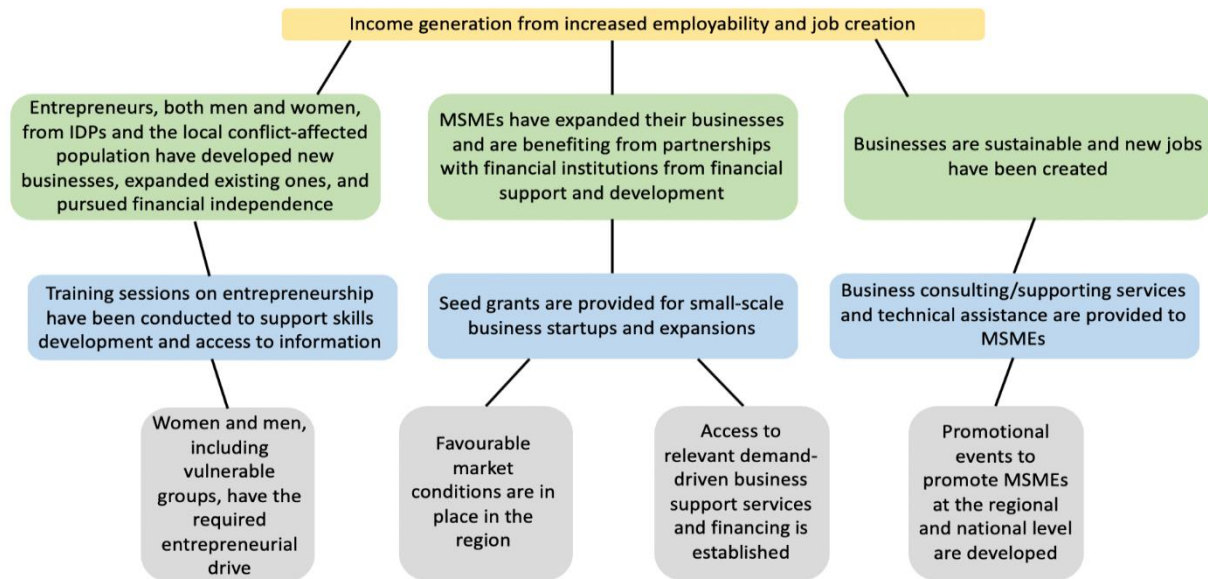 Income generation from increased employability and job creation
Entrepreneurs, both men and women,
from IDPs and the local conflict-affected
population have developed new
businesses, expanded existing ones, and
pursued financial independence
MSMEs have expanded their businesses
and are benefiting from partnerships
with financial institutions from financial
support and development
Businesses are sustainable and new jobs
have been created
Training sessions on entrepreneurship
have been conducted to support skills
development and access to information
Seed grants are provided for small-scale
business startups and expansions
Business consulting/supporting services
and technical assistance are provided to
MSMEs
Women and men,
including
vulnerable
groups, have the
required
entrepreneurial
drive
Favourable
market
conditions are in
place in the
region
Access to
relevant demand-
driven business
support services
and financing is
established
Promotional
events to
promote MSMEs
at the regional
and national level
are developed